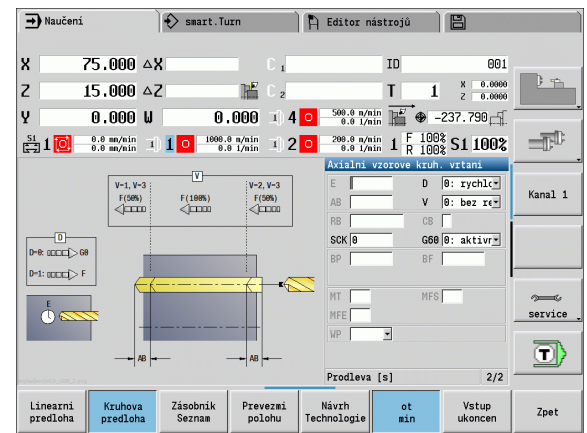 Naučení
smart.Turn
Editor nástrojů
X 75.000 △X C 1 ID 001
Z 15.000 △Z C 2 T 1 X 0.0000
Z 0.0000
Y 0.000 W 0.000 4 500.0 m/min
0.0 1/min -237.790
S1 1 0.0 mm/min
0.0 mm/min 1 1000.0 m/min
0.0 1/min 2 200.0 m/min
0.0 1/min 1 F 100%
R 100% S1 100%
Axialni vzorove kruh. vrtani
V
V=1, V=3 V=2, V=3
F(50%) F(100%) F(50%)
D
D=0: G0
D=1: F
E
AB AB
E D 0: rychlo
AB V 0: bez re
RB CB
SCK 0 G60 0: aktivn
BP BF
MT MFS
MFE
WP
Prodleva [s] 2/2
Kanal 1
service
T
Linearni
predloha
Kruhova
predloha
Zásobník
Seznam
Prevezmi
polohu
Návrh
Technologie
ot
min
Vstup
ukoncen
Zpet